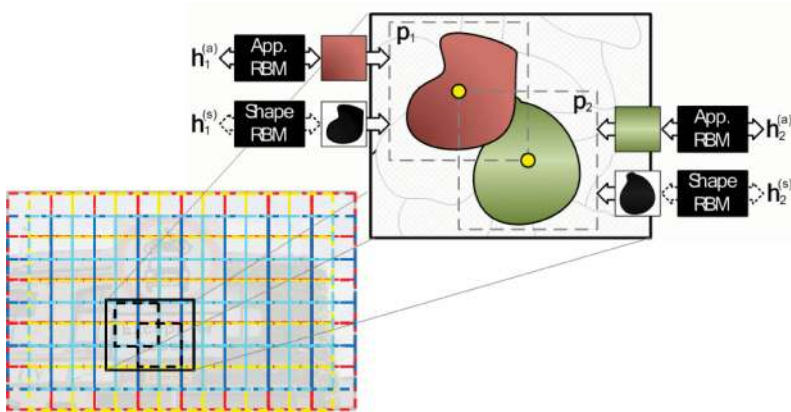 p₁
h₁⁽ᵃ⁾ App. RBM
h₁⁽ˢ⁾ Shape RBM
p₂
App. RBM h₂⁽ᵃ⁾
Shape RBM h₂⁽ˢ⁾